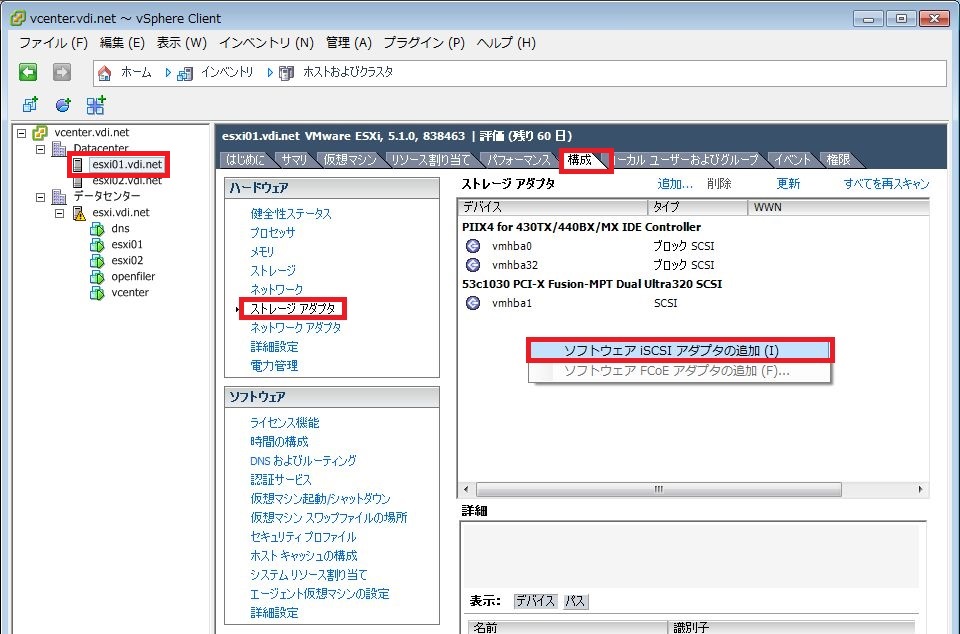 vcenter.vdi.net ～ vSphere Client
ファイル (F) 編集 (E) 表示 (W) インベントリ (N) 管理 (A) プラグイン (P) ヘルプ (H)
ホーム インベントリ ホストおよびクラスタ
vcenter.vdi.net
Datacenter
esxi01.vdi.net
esxi02.vdi.net
データセンター
esxi.vdi.net
dns
esxi01
esxi02
openfiler
vcenter
esxi01.vdi.net VMware ESXi, 5.1.0, 838463 | 評価 (残り 60 日)
はじめに サマリ 仮想マシン リソース割り当て パフォーマンス 構成 ーカル ユーザーおよびグループ イベント 権限
ハードウェア
健全性ステータス
プロセッサ
メモリ
ストレージ
ネットワーク
ストレージ アダプタ
ネットワーク アダプタ
詳細設定
電力管理
ソフトウェア
ライセンス機能
時間の構成
DNS およびルーティング
認証サービス
仮想マシン起動/シャットダウン
仮想マシン スワップファイルの場所
セキュリティ プロファイル
ホスト キャッシュの構成
システム リソース割り当て
エージェント仮想マシンの設定
詳細設定
ストレージ アダプタ 追加... 削除 更新 すべてを再スキャン
デバイス タイプ WWN
PIIX4 for 430TX/440BX/MX IDE Controller
vmhba0 ブロック SCSI
vmhba32 ブロック SCSI
53c1030 PCI-X Fusion-MPT Dual Ultra320 SCSI
vmhba1 SCSI
ソフトウェア iSCSI アダプタの追加 (I)
ソフトウェア FCoE アダプタの追加 (F)...
詳細
表示: デバイス パス
名前 識別子